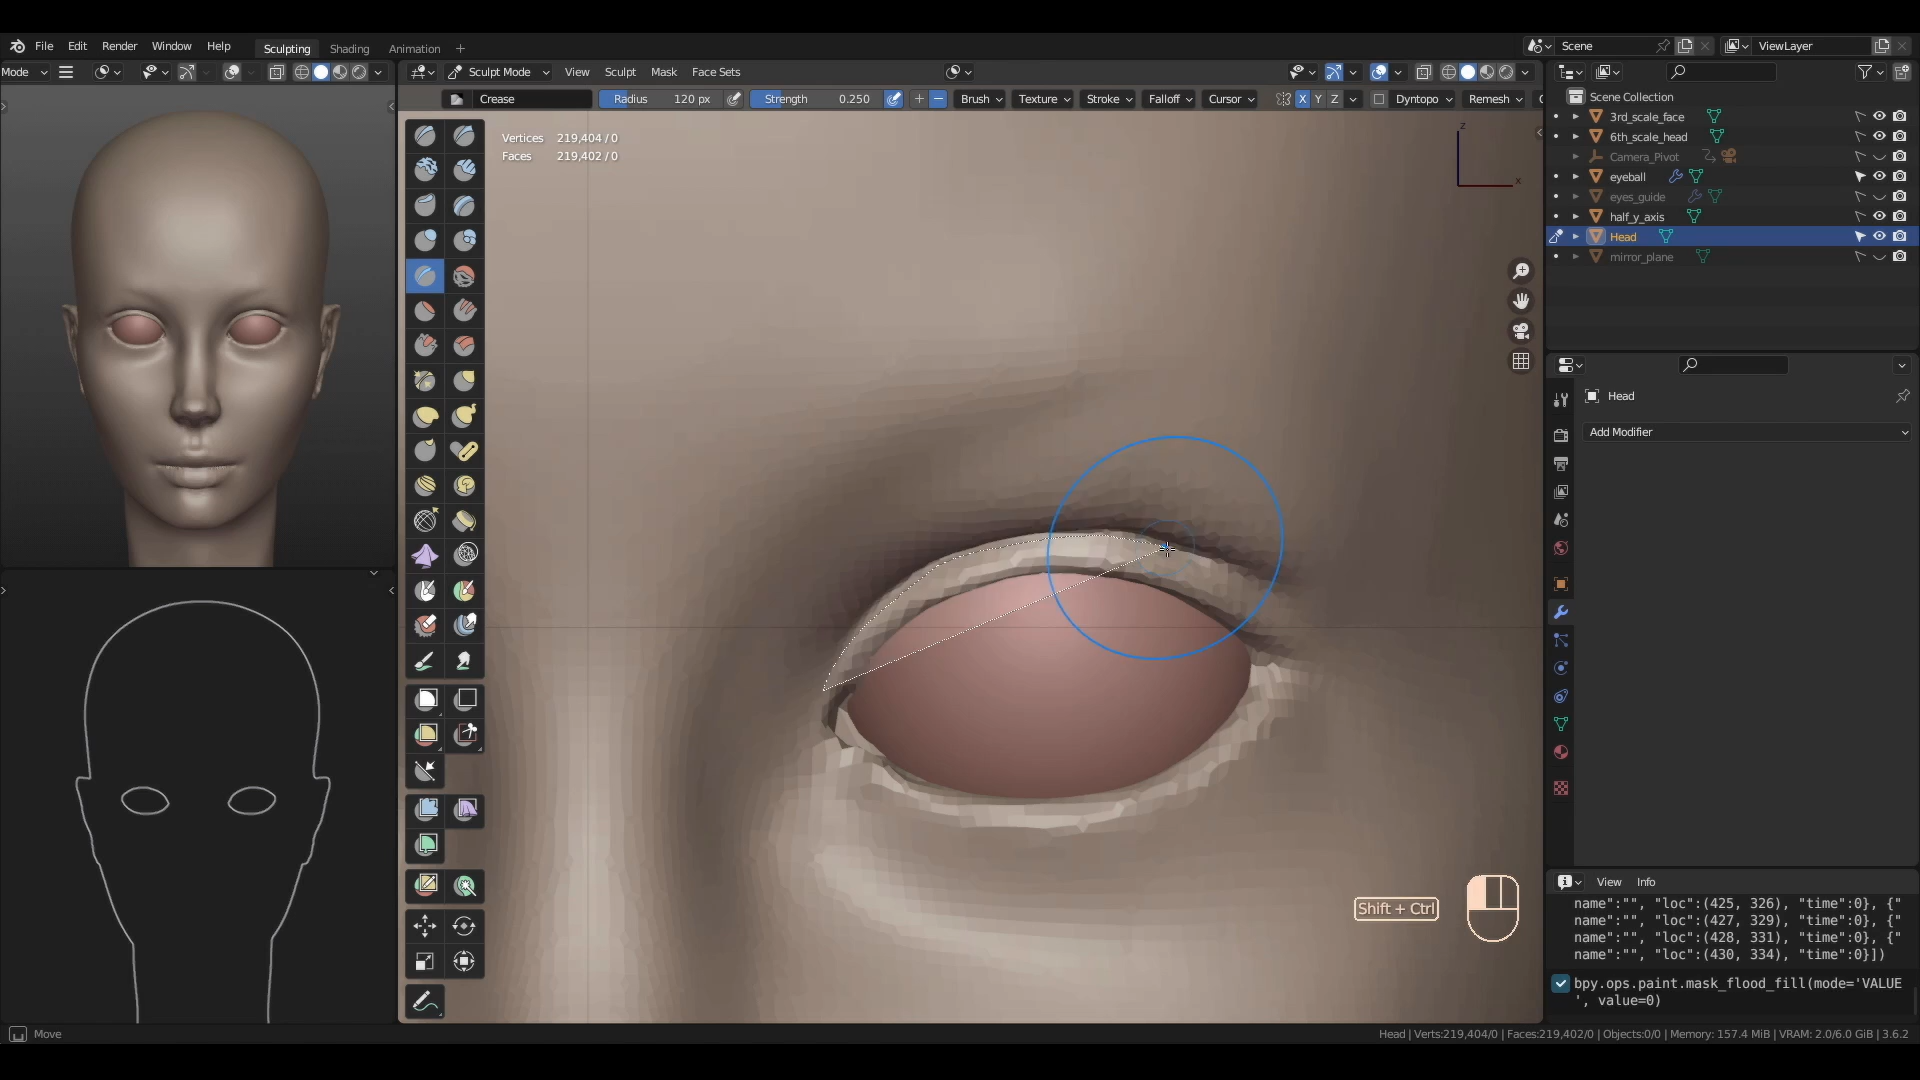 File Edit Render Window Help Sculpting Shading Animation + Scene ViewLayer
Mode Sculpt Mode View Sculpt Mask Face Sets
Crease Radius 120 px Strength 0.250 + − Brush Texture Stroke Falloff Cursor X Y Z Dyntopo Remesh
Vertices 219,404 / 0
Faces 219,402 / 0
z
x
Scene Collection
3rd_scale_face
6th_scale_head
Camera_Pivot
eyeball
eyes_guide
half_y_axis
Head
mirror_plane
Head
Add Modifier
Shift + Ctrl
View Info
name":"", "loc":(425, 326), "time":0}, {"
name":"", "loc":(427, 329), "time":0}, {"
name":"", "loc":(428, 331), "time":0}, {"
name":"", "loc":(430, 334), "time":0}])
bpy.ops.paint.mask_flood_fill(mode='VALUE
', value=0)
Move
Head | Verts:219,404/0 | Faces:219,402/0 | Objects:0/0 | Memory: 157.4 MiB | VRAM: 2.0/6.0 GiB | 3.6.2